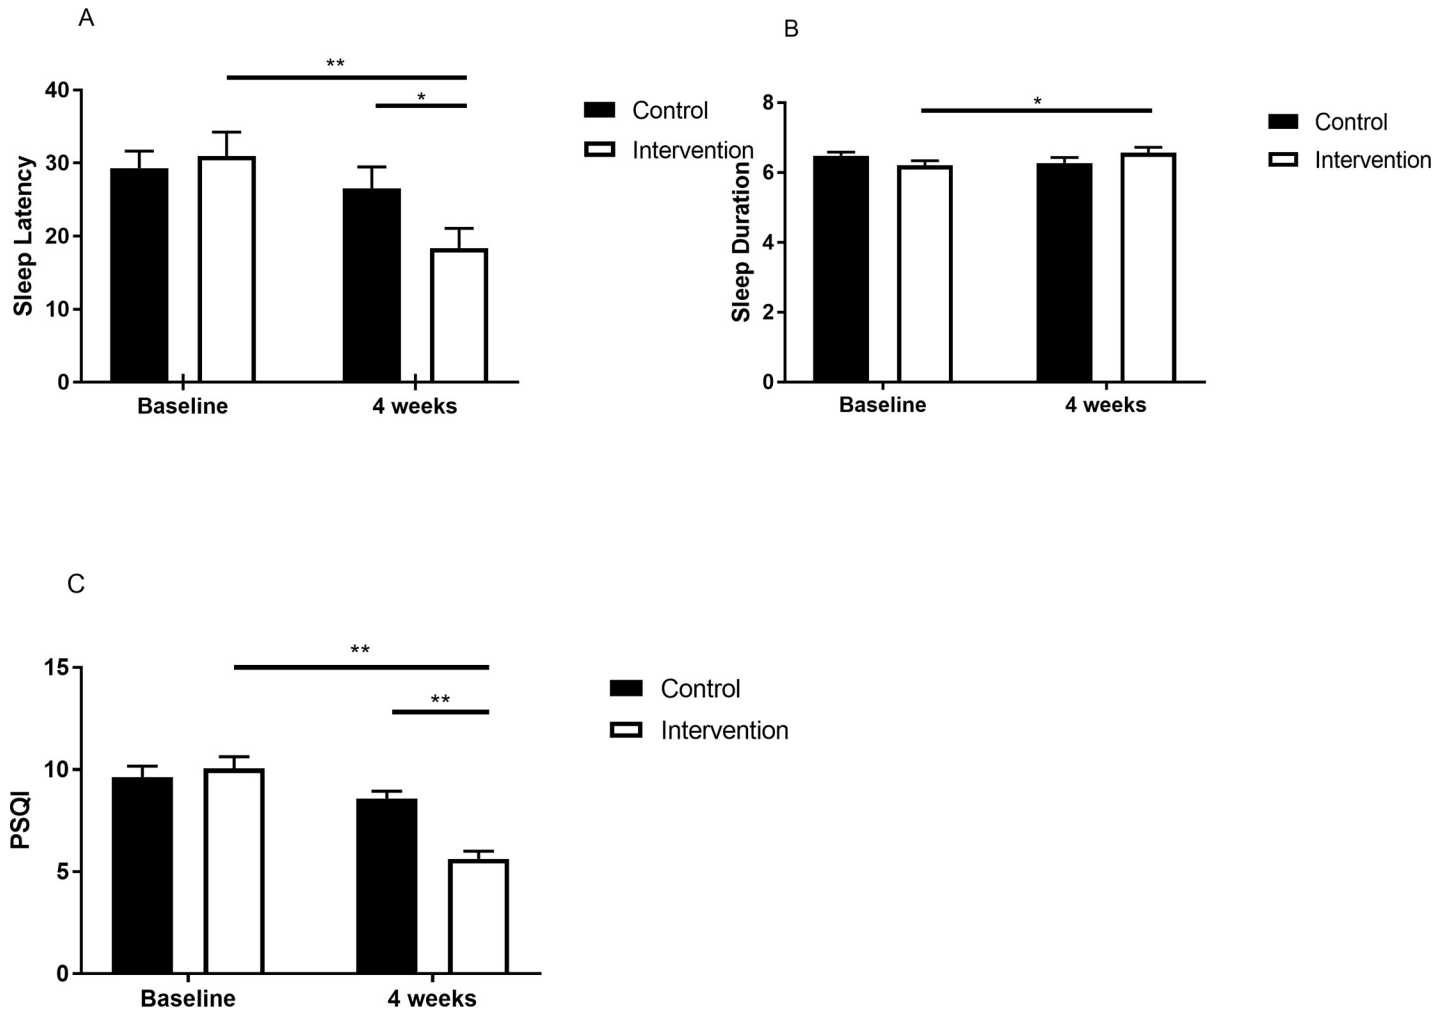 A
**
*
40
30
20
10
0
Sleep Latency
Baseline
4 weeks
Control
Intervention
B
*
8
6
4
2
0
Sleep Duration
Baseline
4 weeks
Control
Intervention
C
**
**
15
10
5
0
PSQI
Baseline
4 weeks
Control
Intervention